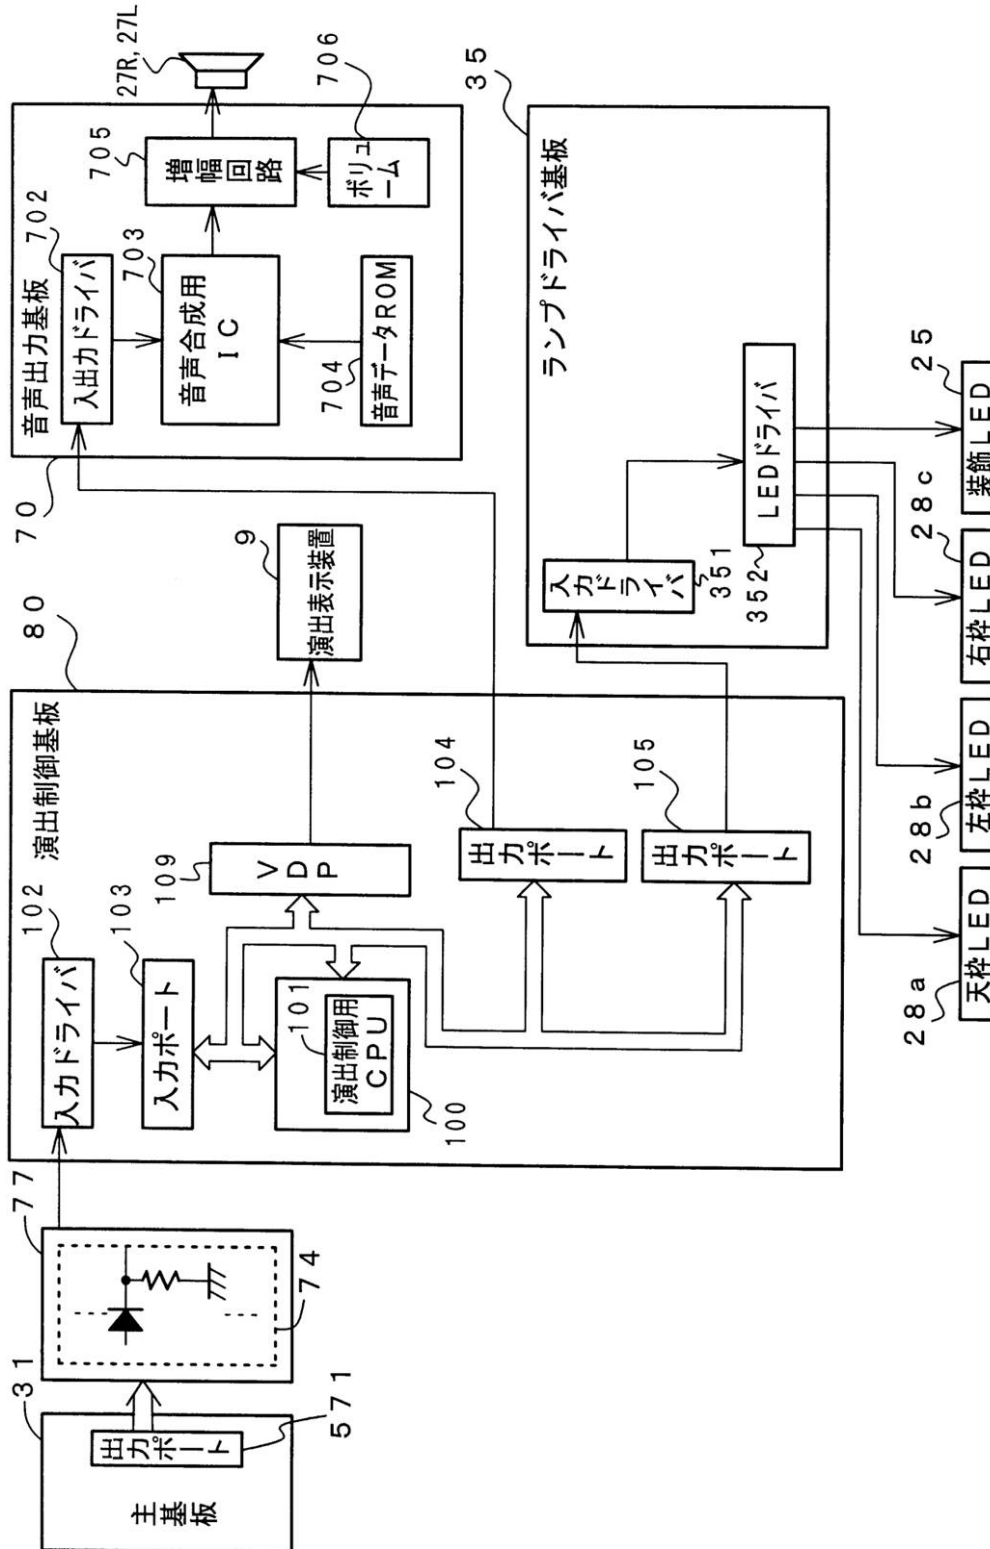 31
主基板
出力ポート
571
77
74
80
演出制御基板
102
入力ドライバ
103
入力ポート
101
演出制御用
CPU
100
109
VDP
104
出力ポート
105
出力ポート
9
演出表示装置
70
音声出力基板
702
入出力ドライバ
703
音声合成用
IC
704
音声データROM
705
増幅回路
706
ボリュ
ーム
27R, 27L
35
ランプドライバ基板
入力ドライバ
351
352
LEDドライバ
28a
天枠LED
28b
左枠LED
28c
右枠LED
25
装飾LED